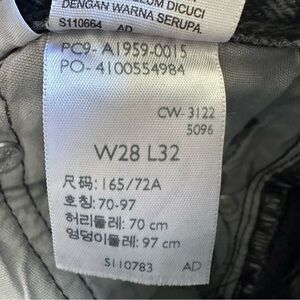 DICUCI
DENGAN WARNA SERUPA.
S110664 AD
PC9- A1959-0015
PO- 4100554984
CW- 3122
5096
W28 L32
尺码: 165/72A
호칭: 70-97
허리둘레: 70 cm
엉덩이둘레: 97 cm
S110783 AD